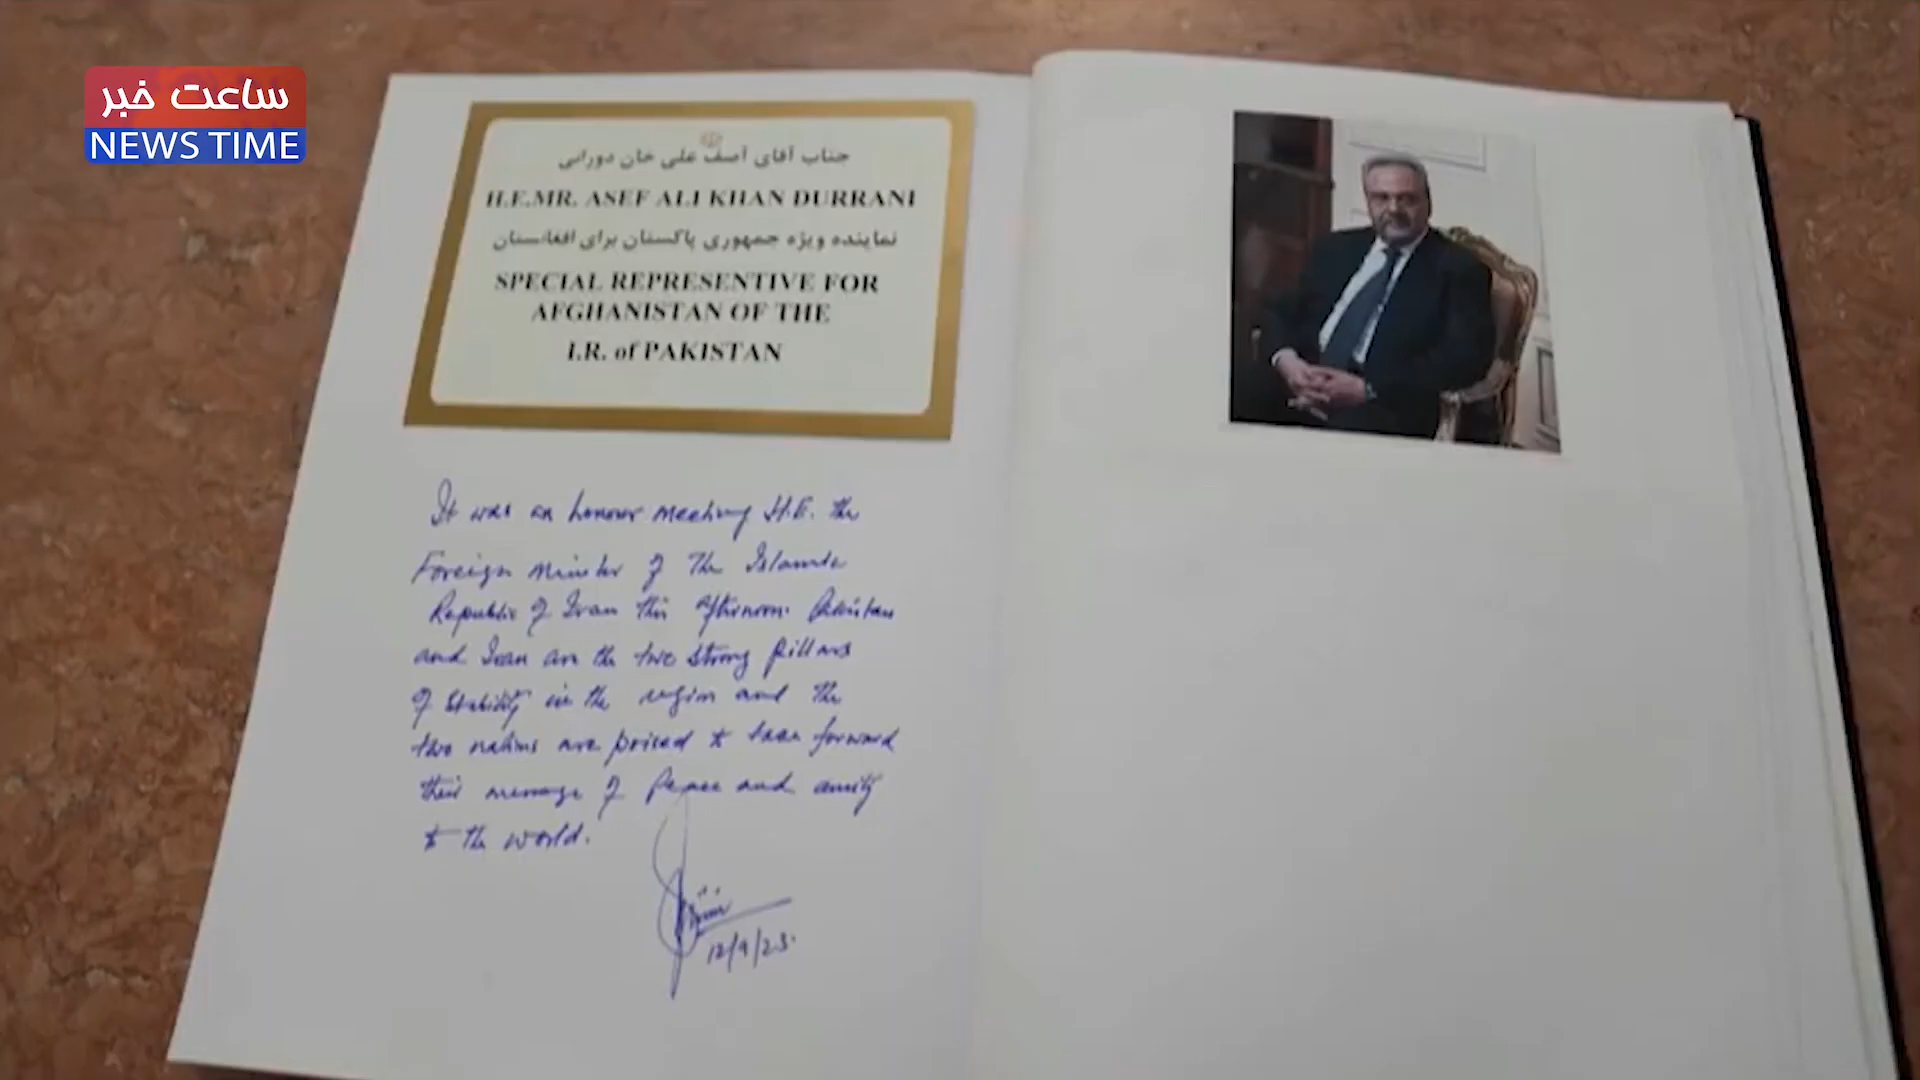 ساعت خبر
NEWS TIME
جناب آقای آصف علی خان دورانی
H.E.MR. ASEF ALI KHAN DURRANI
نماینده ویژه جمهوری پاکستان برای افغانستان
SPECIAL REPRESENTIVE FOR
AFGHANISTAN OF THE
I.R. of PAKISTAN
It was an honour meeting H.E. the
Foreign Minister of The Islamic
Republic of Iran this afternoon. Pakistan
and Iran are the two strong pillars
of stability in the region and the
two nations are poised to forward
their message of Peace and amity
to the world.
12/9/23.